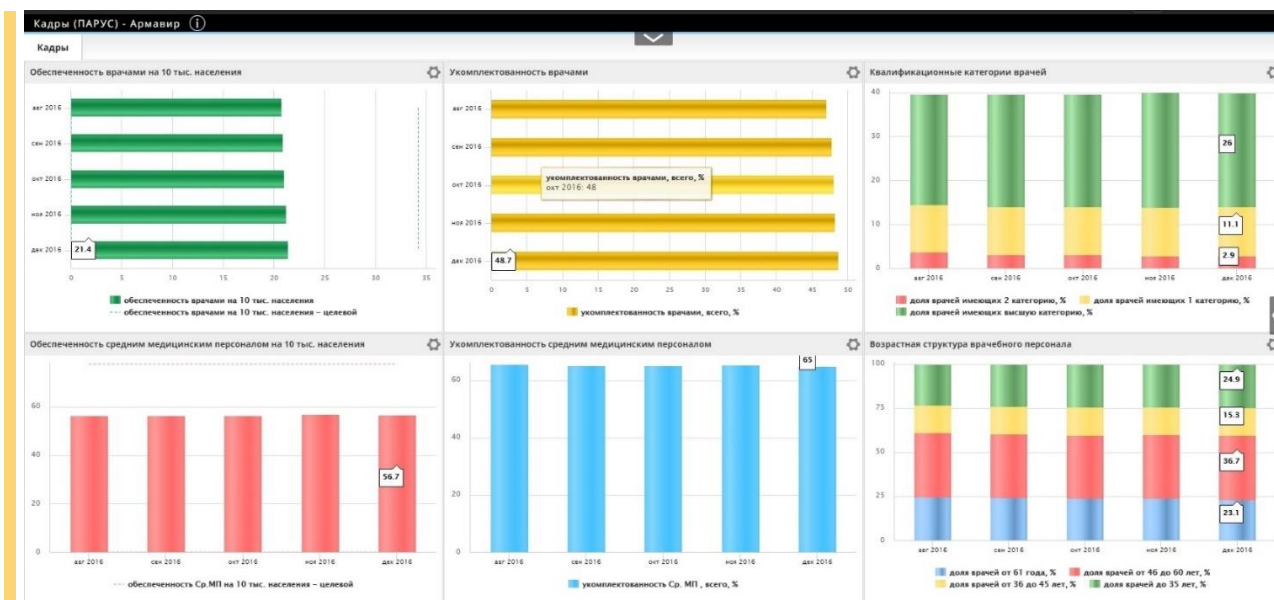 Кадры (ПАРУС) - Армавир i
Кадры
Обеспеченность врачами на 10 тыс. населения
авг 2016
сен 2016
окт 2016
ноя 2016
дек 2016
21.4
0 5 10 15 20 25 30 35
обеспеченность врачами на 10 тыс. населения
обеспеченность врачами на 10 тыс. населения – целевой
Укомплектованность врачами
авг 2016
сен 2016
окт 2016
ноя 2016
дек 2016
укомплектованность врачами, всего, %
окт 2016: 48
48.7
0 5 10 15 20 25 30 35 40 45 50
укомплектованность врачами, всего, %
Квалификационные категории врачей
40
30
20
10
0
26
11.1
2.9
авг 2016 сен 2016 окт 2016 ноя 2016 дек 2016
доля врачей имеющих 2 категорию, % доля врачей имеющих 1 категорию, %
доля врачей имеющих высшую категорию, %
Обеспеченность средним медицинским персоналом на 10 тыс. населения
60
40
20
0
56.7
авг 2016 сен 2016 окт 2016 ноя 2016 дек 2016
обеспеченность Ср.МП на 10 тыс. населения – целевой
Укомплектованность средним медицинским персоналом
60
40
20
0
65
авг 2016 сен 2016 окт 2016 ноя 2016 дек 2016
укомплектованность Ср. МП , всего, %
Возрастная структура врачебного персонала
100
75
50
25
0
24.9
15.3
36.7
23.1
авг 2016 сен 2016 окт 2016 ноя 2016 дек 2016
доля врачей от 61 года, % доля врачей от 46 до 60 лет, %
доля врачей от 36 до 45 лет, % доля врачей до 35 лет, %